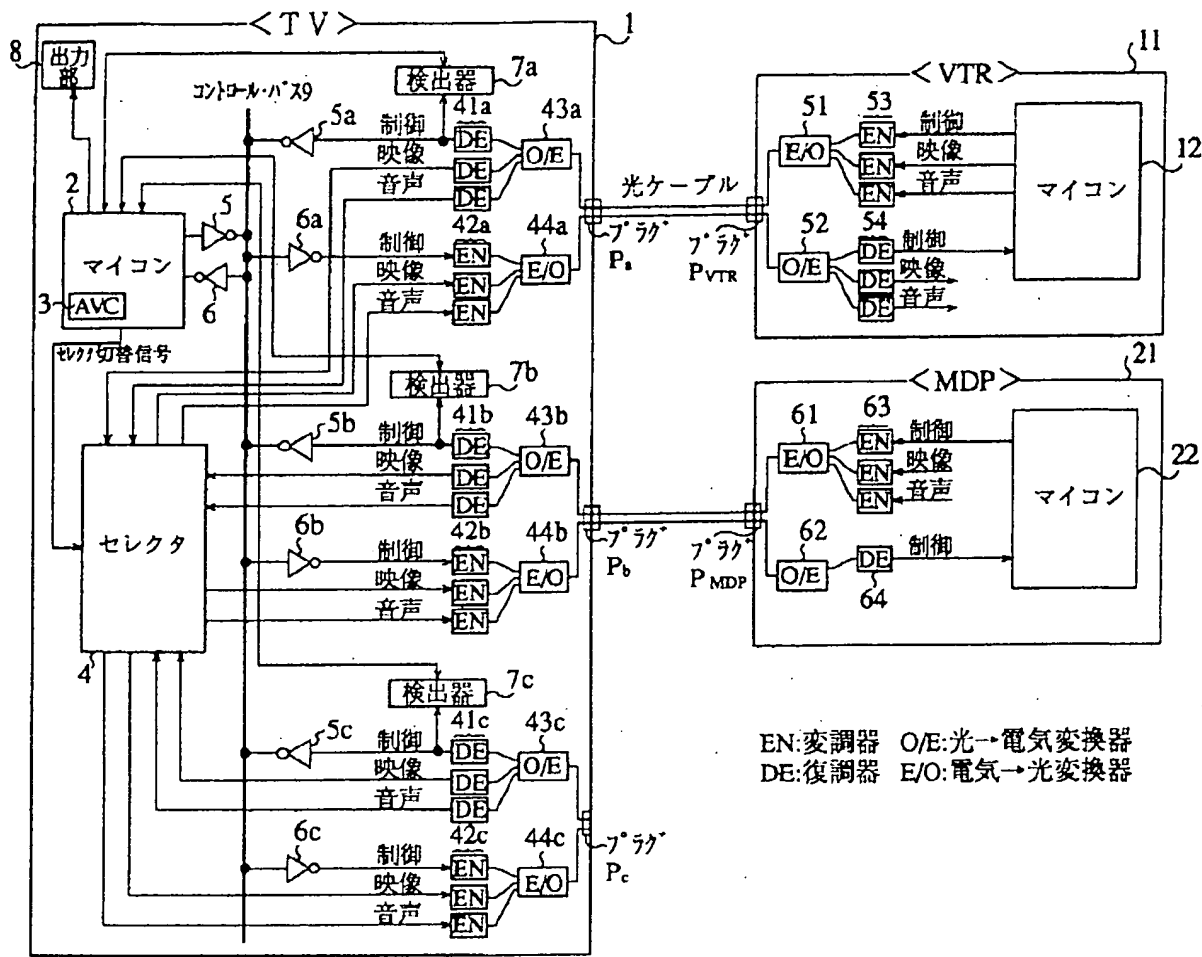 <TV>
1
8
出力部
検出器
7a
コントロール・バス9
5a
制御
41a
DE
43a
O/E
映像
DE
音声
DE
2
マイコン
3
AVC
5
6
6a
制御
42a
EN
44a
E/O
映像
EN
音声
EN
プラグ
Pa
光ケーブル
セレクタ切替信号
検出器
7b
5b
制御
41b
DE
43b
O/E
映像
DE
音声
DE
セレクタ
4
6b
制御
42b
EN
44b
E/O
映像
EN
音声
EN
プラグ
Pb
検出器
7c
5c
制御
41c
DE
43c
O/E
映像
DE
音声
DE
6c
制御
42c
EN
44c
E/O
映像
EN
音声
EN
プラグ
Pc
<VTR>
11
51
E/O
53
EN
制御
EN
映像
EN
音声
12
マイコン
プラグ
PVTR
52
O/E
54
DE
制御
DE
映像
DE
音声
<MDP>
21
61
E/O
63
EN
制御
EN
映像
EN
音声
22
マイコン
プラグ
PMDP
62
O/E
DE
64
制御
EN:変調器 O/E:光→電気変換器
DE:復調器 E/O:電気→光変換器